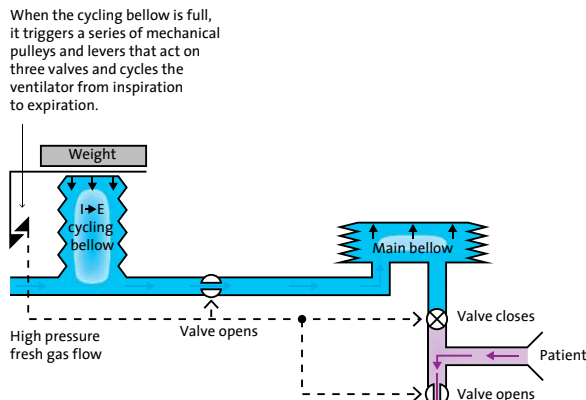 When the cycling bellow is full,
it triggers a series of mechanical
pulleys and levers that act on
three valves and cycles the
ventilator from inspiration
to expiration.
Weight
I→E
cycling
bellow
Main bellow
High pressure
fresh gas flow
Valve opens
Valve closes
Patient
Valve opens